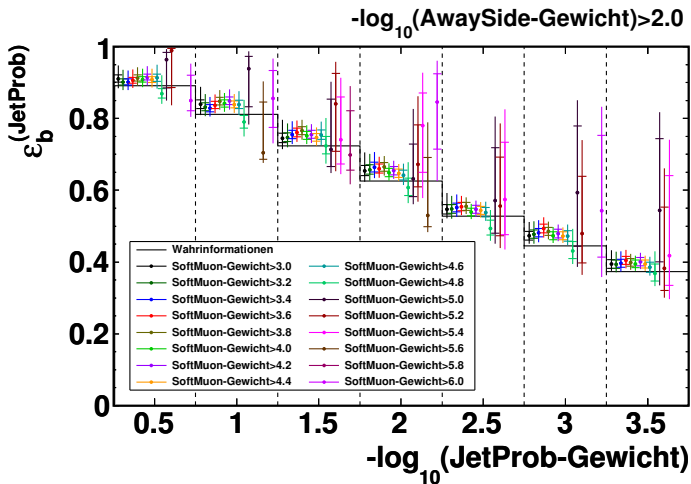 -log10(AwaySide-Gewicht)>2.0
εb(JetProb)
1
0.8
0.6
0.4
0.2
0
Wahrinformationen
SoftMuon-Gewicht>3.0 SoftMuon-Gewicht>4.6
SoftMuon-Gewicht>3.2 SoftMuon-Gewicht>4.8
SoftMuon-Gewicht>3.4 SoftMuon-Gewicht>5.0
SoftMuon-Gewicht>3.6 SoftMuon-Gewicht>5.2
SoftMuon-Gewicht>3.8 SoftMuon-Gewicht>5.4
SoftMuon-Gewicht>4.0 SoftMuon-Gewicht>5.6
SoftMuon-Gewicht>4.2 SoftMuon-Gewicht>5.8
SoftMuon-Gewicht>4.4 SoftMuon-Gewicht>6.0
0.5 1 1.5 2 2.5 3 3.5
-log10(JetProb-Gewicht)